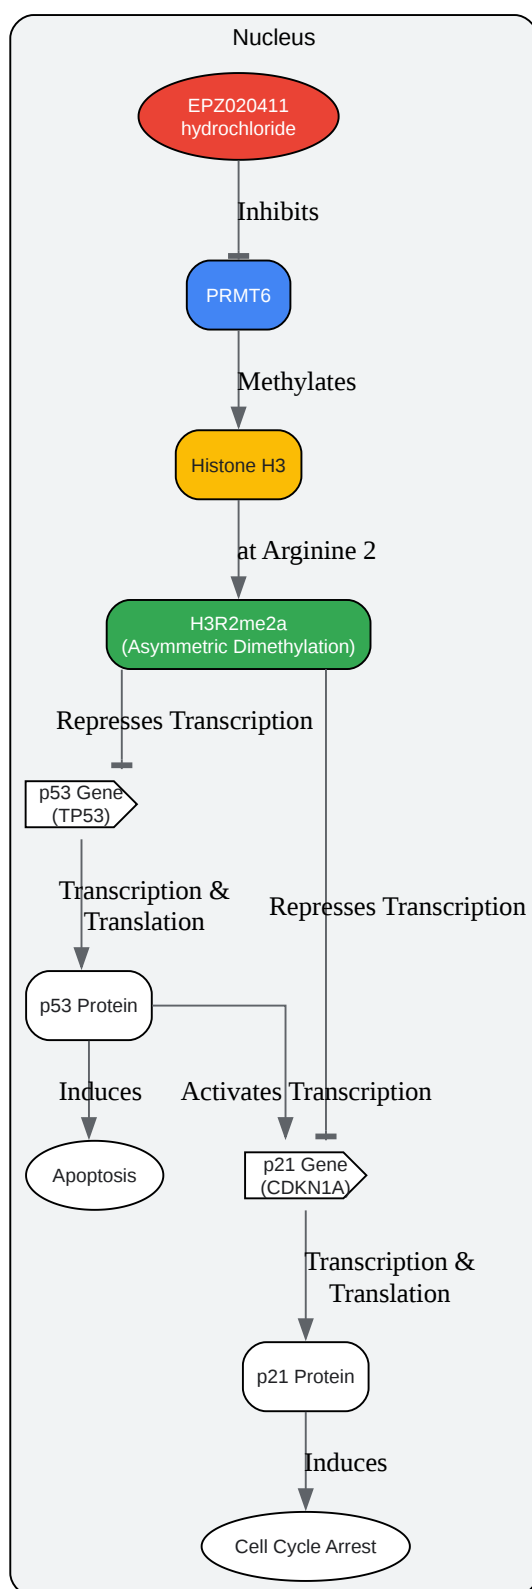 Nucleus
EPZ020411
hydrochloride
Inhibits
PRMT6
Methylates
Histone H3
at Arginine 2
H3R2me2a
(Asymmetric Dimethylation)
Represses Transcription
p53 Gene
(TP53)
Transcription &
Translation
Represses Transcription
p53 Protein
Induces
Activates Transcription
Apoptosis
p21 Gene
(CDKN1A)
Transcription &
Translation
p21 Protein
Induces
Cell Cycle Arrest